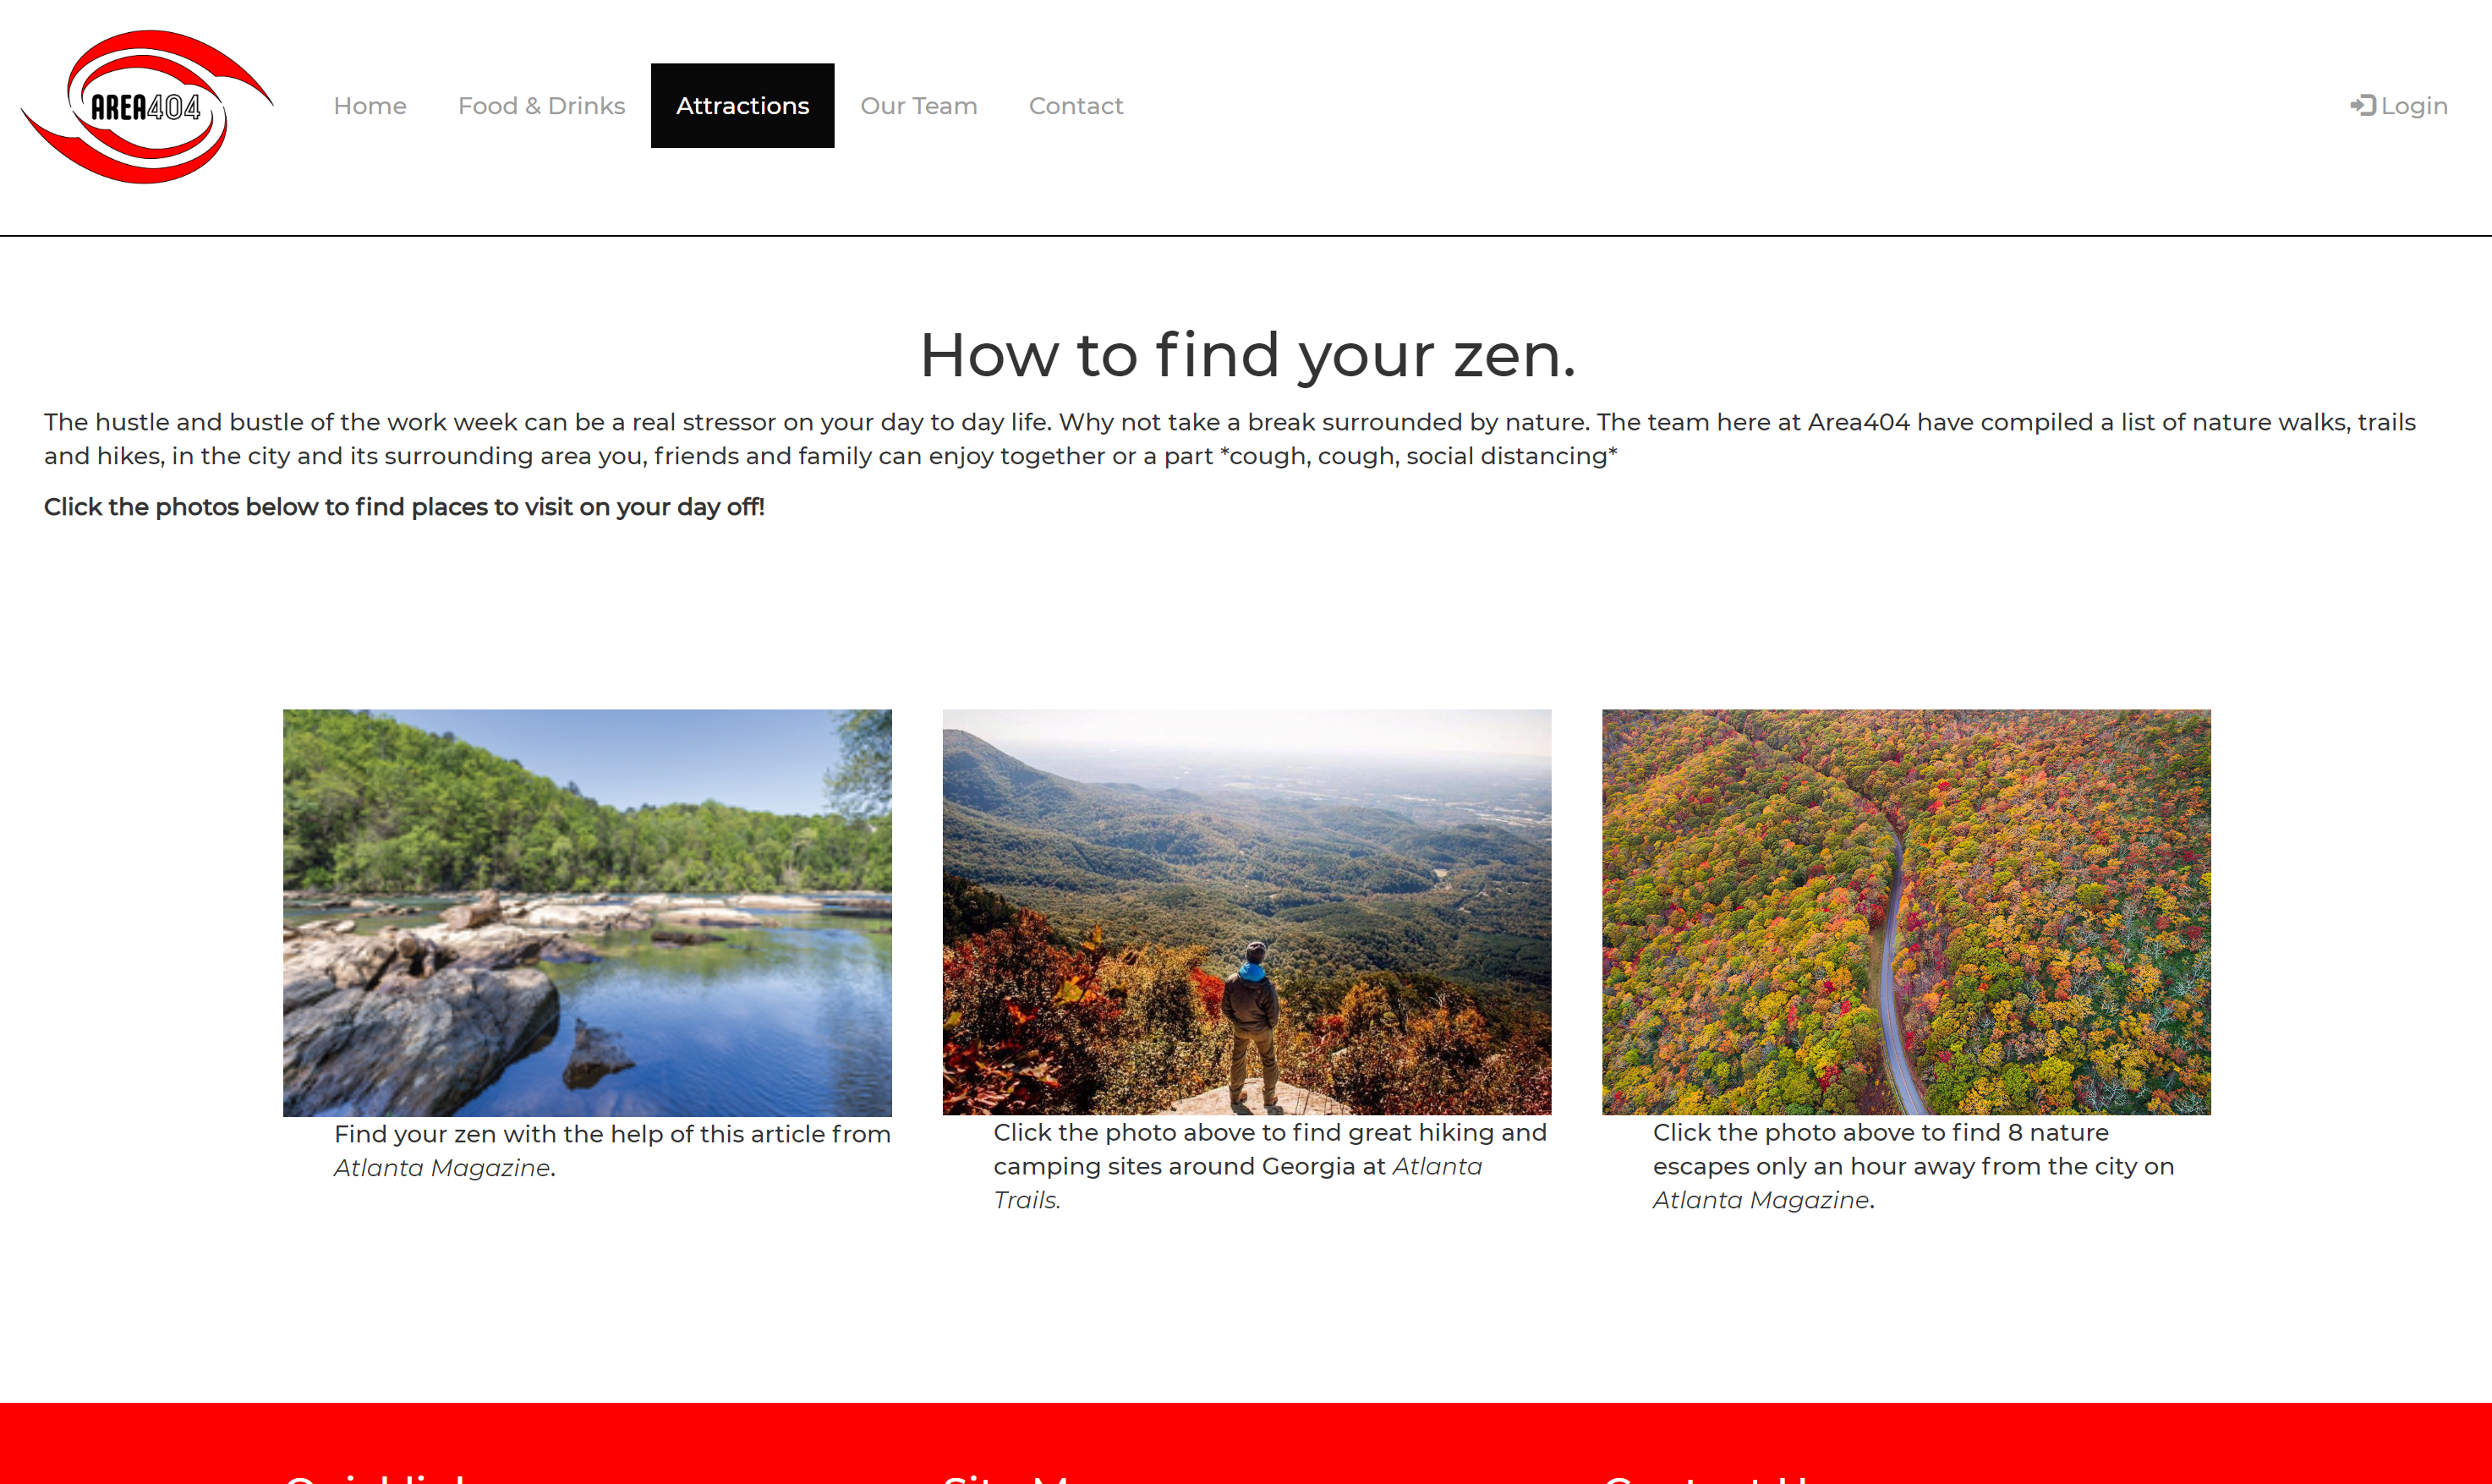 AREA404
Home
Food & Drinks
Attractions
Our Team
Contact
Login
How to find your zen.
The hustle and bustle of the work week can be a real stressor on your day to day life. Why not take a break surrounded by nature. The team here at Area404 have compiled a list of nature walks, trails
and hikes, in the city and its surrounding area you, friends and family can enjoy together or a part *cough, cough, social distancing*
Click the photos below to find places to visit on your day off!
Find your zen with the help of this article from
Atlanta Magazine.
Click the photo above to find great hiking and
camping sites around Georgia at Atlanta
Trails.
Click the photo above to find 8 nature
escapes only an hour away from the city on
Atlanta Magazine.